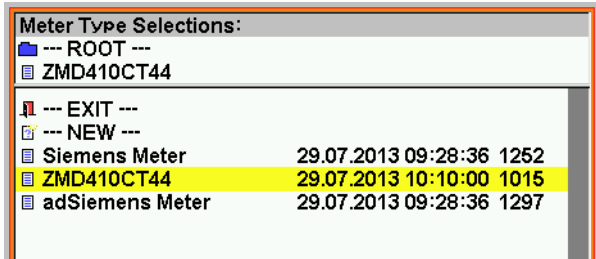 Meter Type Selections:
--- ROOT ---
ZMD410CT44
--- EXIT ---
--- NEW ---
Siemens Meter 29.07.2013 09:28:36 1252
ZMD410CT44 29.07.2013 10:10:00 1015
adSiemens Meter 29.07.2013 09:28:36 1297